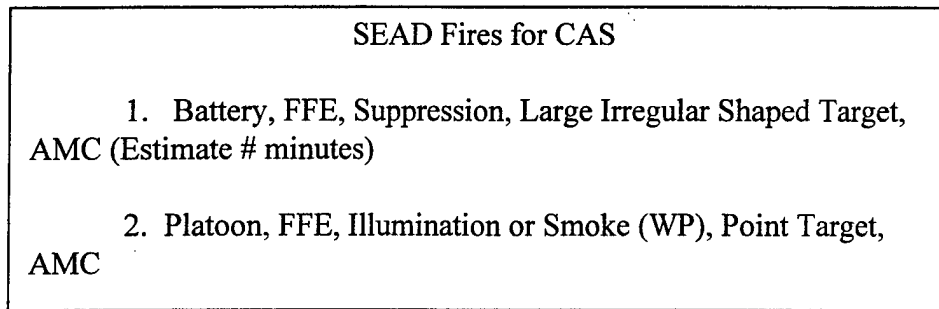 SEAD Fires for CAS
1. Battery, FFE, Suppression, Large Irregular Shaped Target,
AMC (Estimate # minutes)
2. Platoon, FFE, Illumination or Smoke (WP), Point Target,
AMC